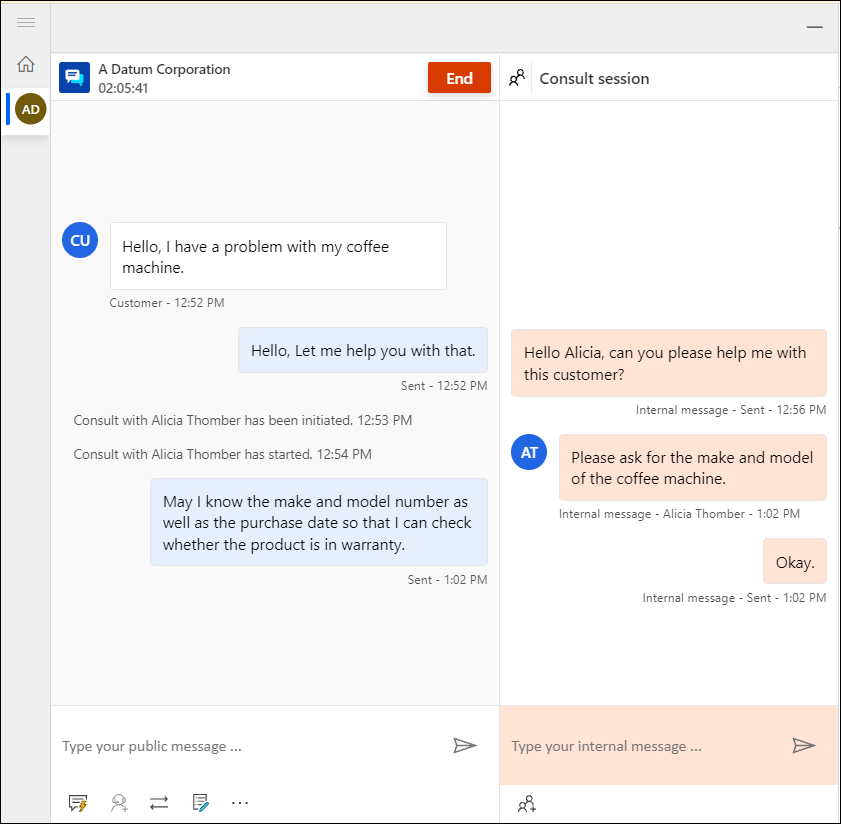 A Datum Corporation
02:05:41
End
Consult session
AD
CU
Hello, I have a problem with my coffee
machine.
Customer - 12:52 PM
Hello, Let me help you with that.
Sent - 12:52 PM
Consult with Alicia Thomber has been initiated. 12:53 PM
Consult with Alicia Thomber has started. 12:54 PM
May I know the make and model number as
well as the purchase date so that I can check
whether the product is in warranty.
Sent - 1:02 PM
Type your public message ...
Hello Alicia, can you please help me with
this customer?
Internal message - Sent - 12:56 PM
AT
Please ask for the make and model
of the coffee machine.
Internal message - Alicia Thomber - 1:02 PM
Okay.
Internal message - Sent - 1:02 PM
Type your internal message ...